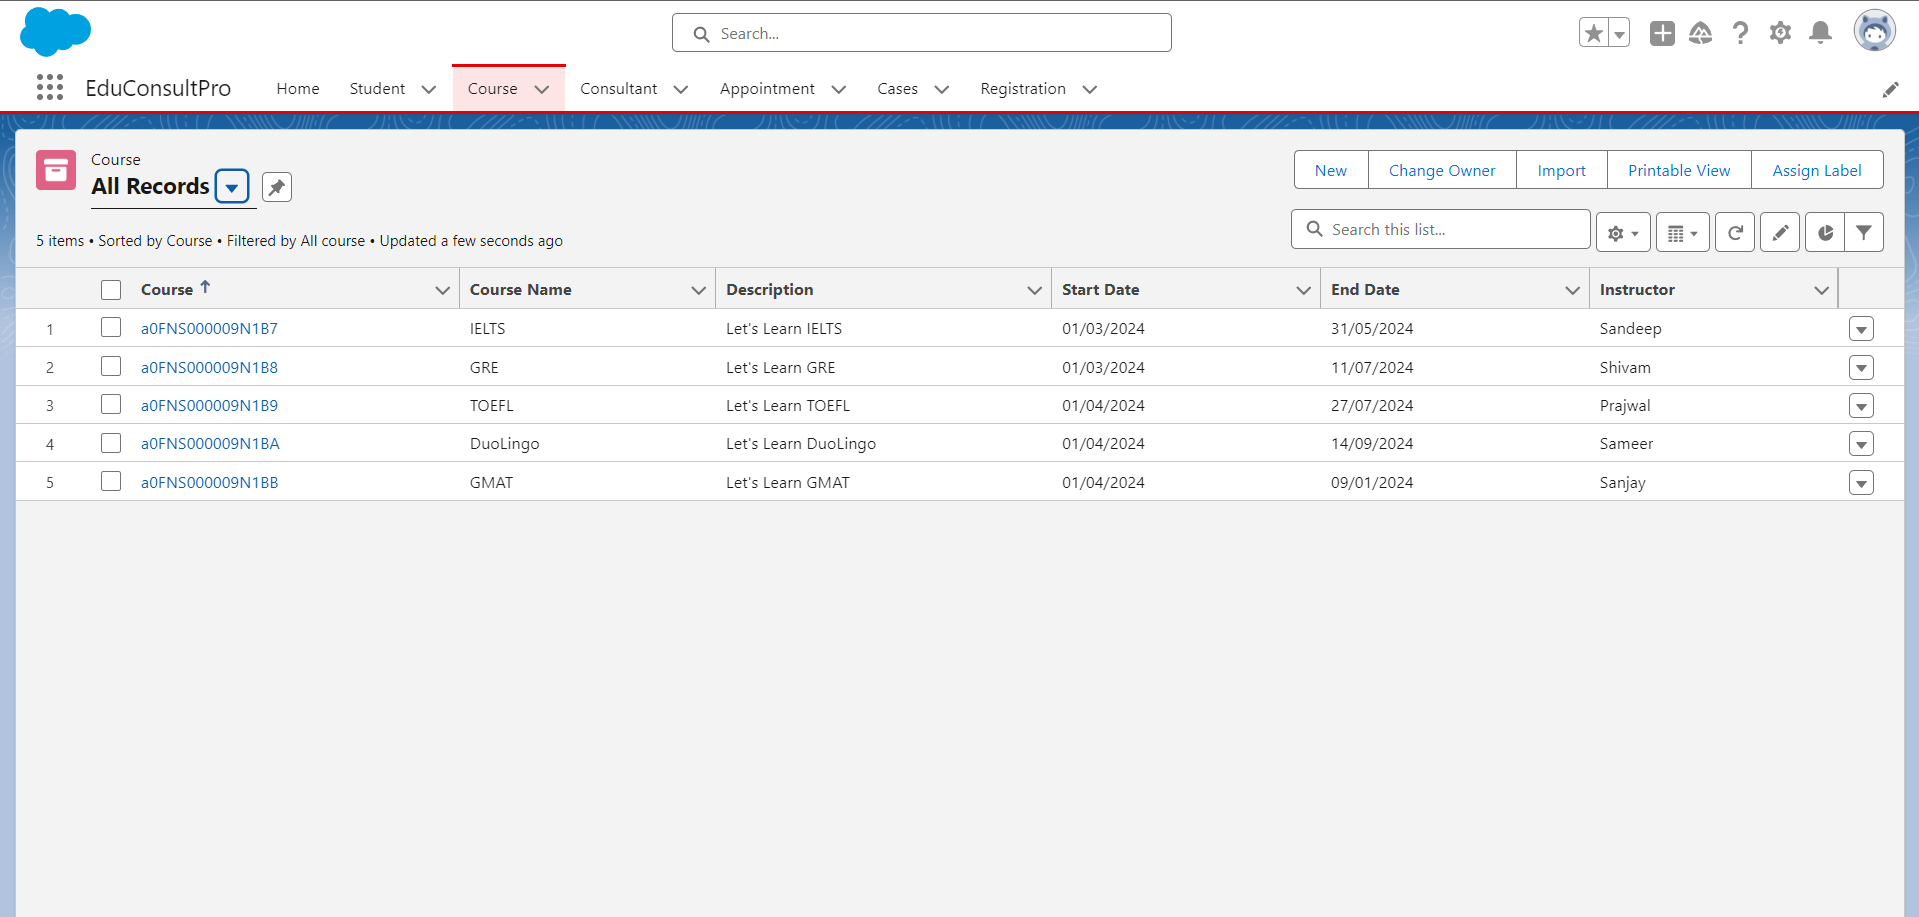 Search...
EduConsultPro Home Student Course Consultant Appointment Cases Registration
Course
All Records
New Change Owner Import Printable View Assign Label
5 items • Sorted by Course • Filtered by All course • Updated a few seconds ago
Search this list...
Course Course Name Description Start Date End Date Instructor
1 a0FNS000009N1B7 IELTS Let's Learn IELTS 01/03/2024 31/05/2024 Sandeep
2 a0FNS000009N1B8 GRE Let's Learn GRE 01/03/2024 11/07/2024 Shivam
3 a0FNS000009N1B9 TOEFL Let's Learn TOEFL 01/04/2024 27/07/2024 Prajwal
4 a0FNS000009N1BA DuoLingo Let's Learn DuoLingo 01/04/2024 14/09/2024 Sameer
5 a0FNS000009N1BB GMAT Let's Learn GMAT 01/04/2024 09/01/2024 Sanjay